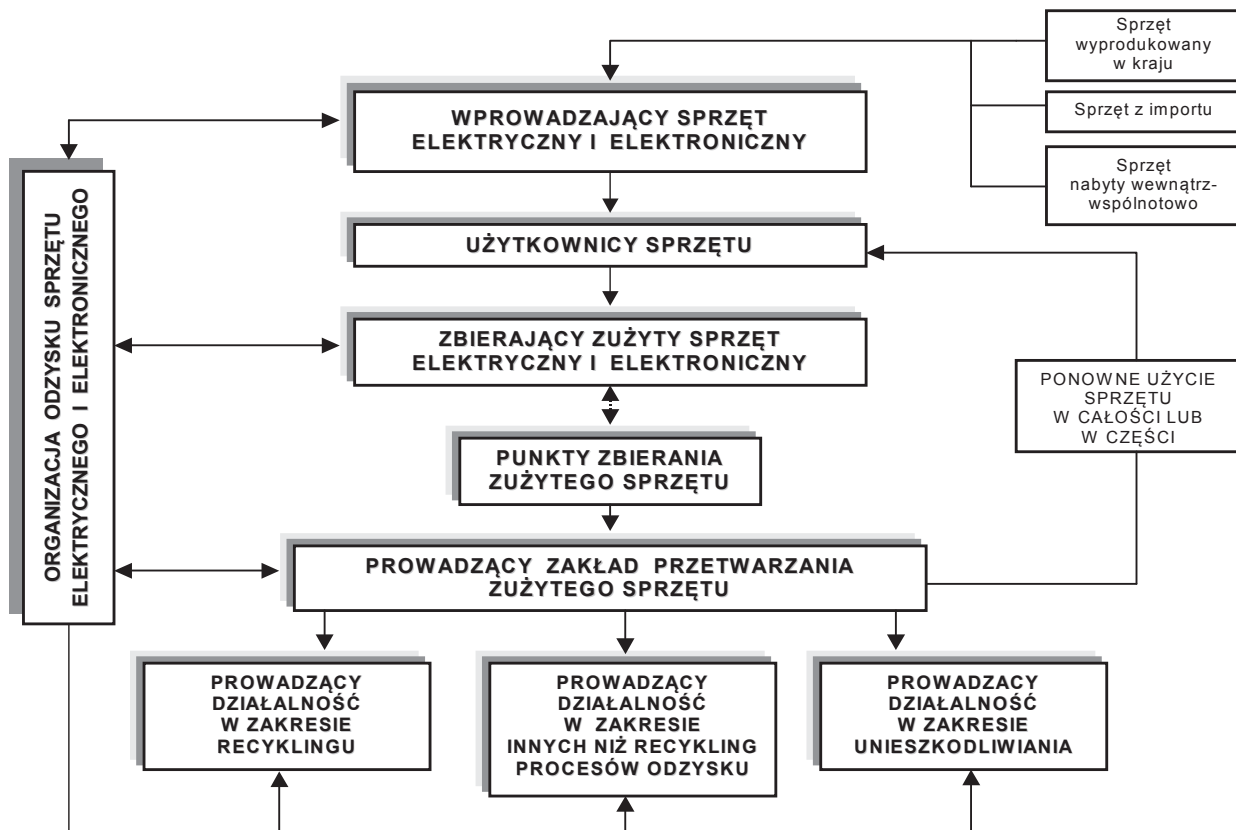 Sprzęt
wyprodukowany
w kraju
Sprzęt z importu
Sprzęt
nabyty wewnątrz-
wspólnotowo
WPROWADZAJĄCY SPRZĘT
ELEKTRYCZNY I ELEKTRONICZNY
ORGANIZACJA ODZYSKU SPRZĘTU
ELEKTRYCZNEGO I ELEKTRONICZNEGO
UŻYTKOWNICY SPRZĘTU
ZBIERAJĄCY ZUŻYTY SPRZĘT
ELEKTRYCZNY I ELEKTRONICZNY
PONOWNE UŻYCIE
SPRZĘTU
W CAŁOŚCI LUB
W CZĘŚCI
PUNKTY ZBIERANIA
ZUŻYTEGO SPRZĘTU
PROWADZĄCY ZAKŁAD PRZETWARZANIA
ZUŻYTEGO SPRZĘTU
PROWADZĄCY
DZIAŁALNOŚĆ
W ZAKRESIE
RECYKLINGU
PROWADZĄCY
DZIAŁALNOŚĆ
W ZAKRESIE
INNYCH NIŻ RECYKLING
PROCESÓW ODZYSKU
PROWADZACY
DZIAŁALNOŚĆ
W ZAKRESIE
UNIESZKODLIWIANIA